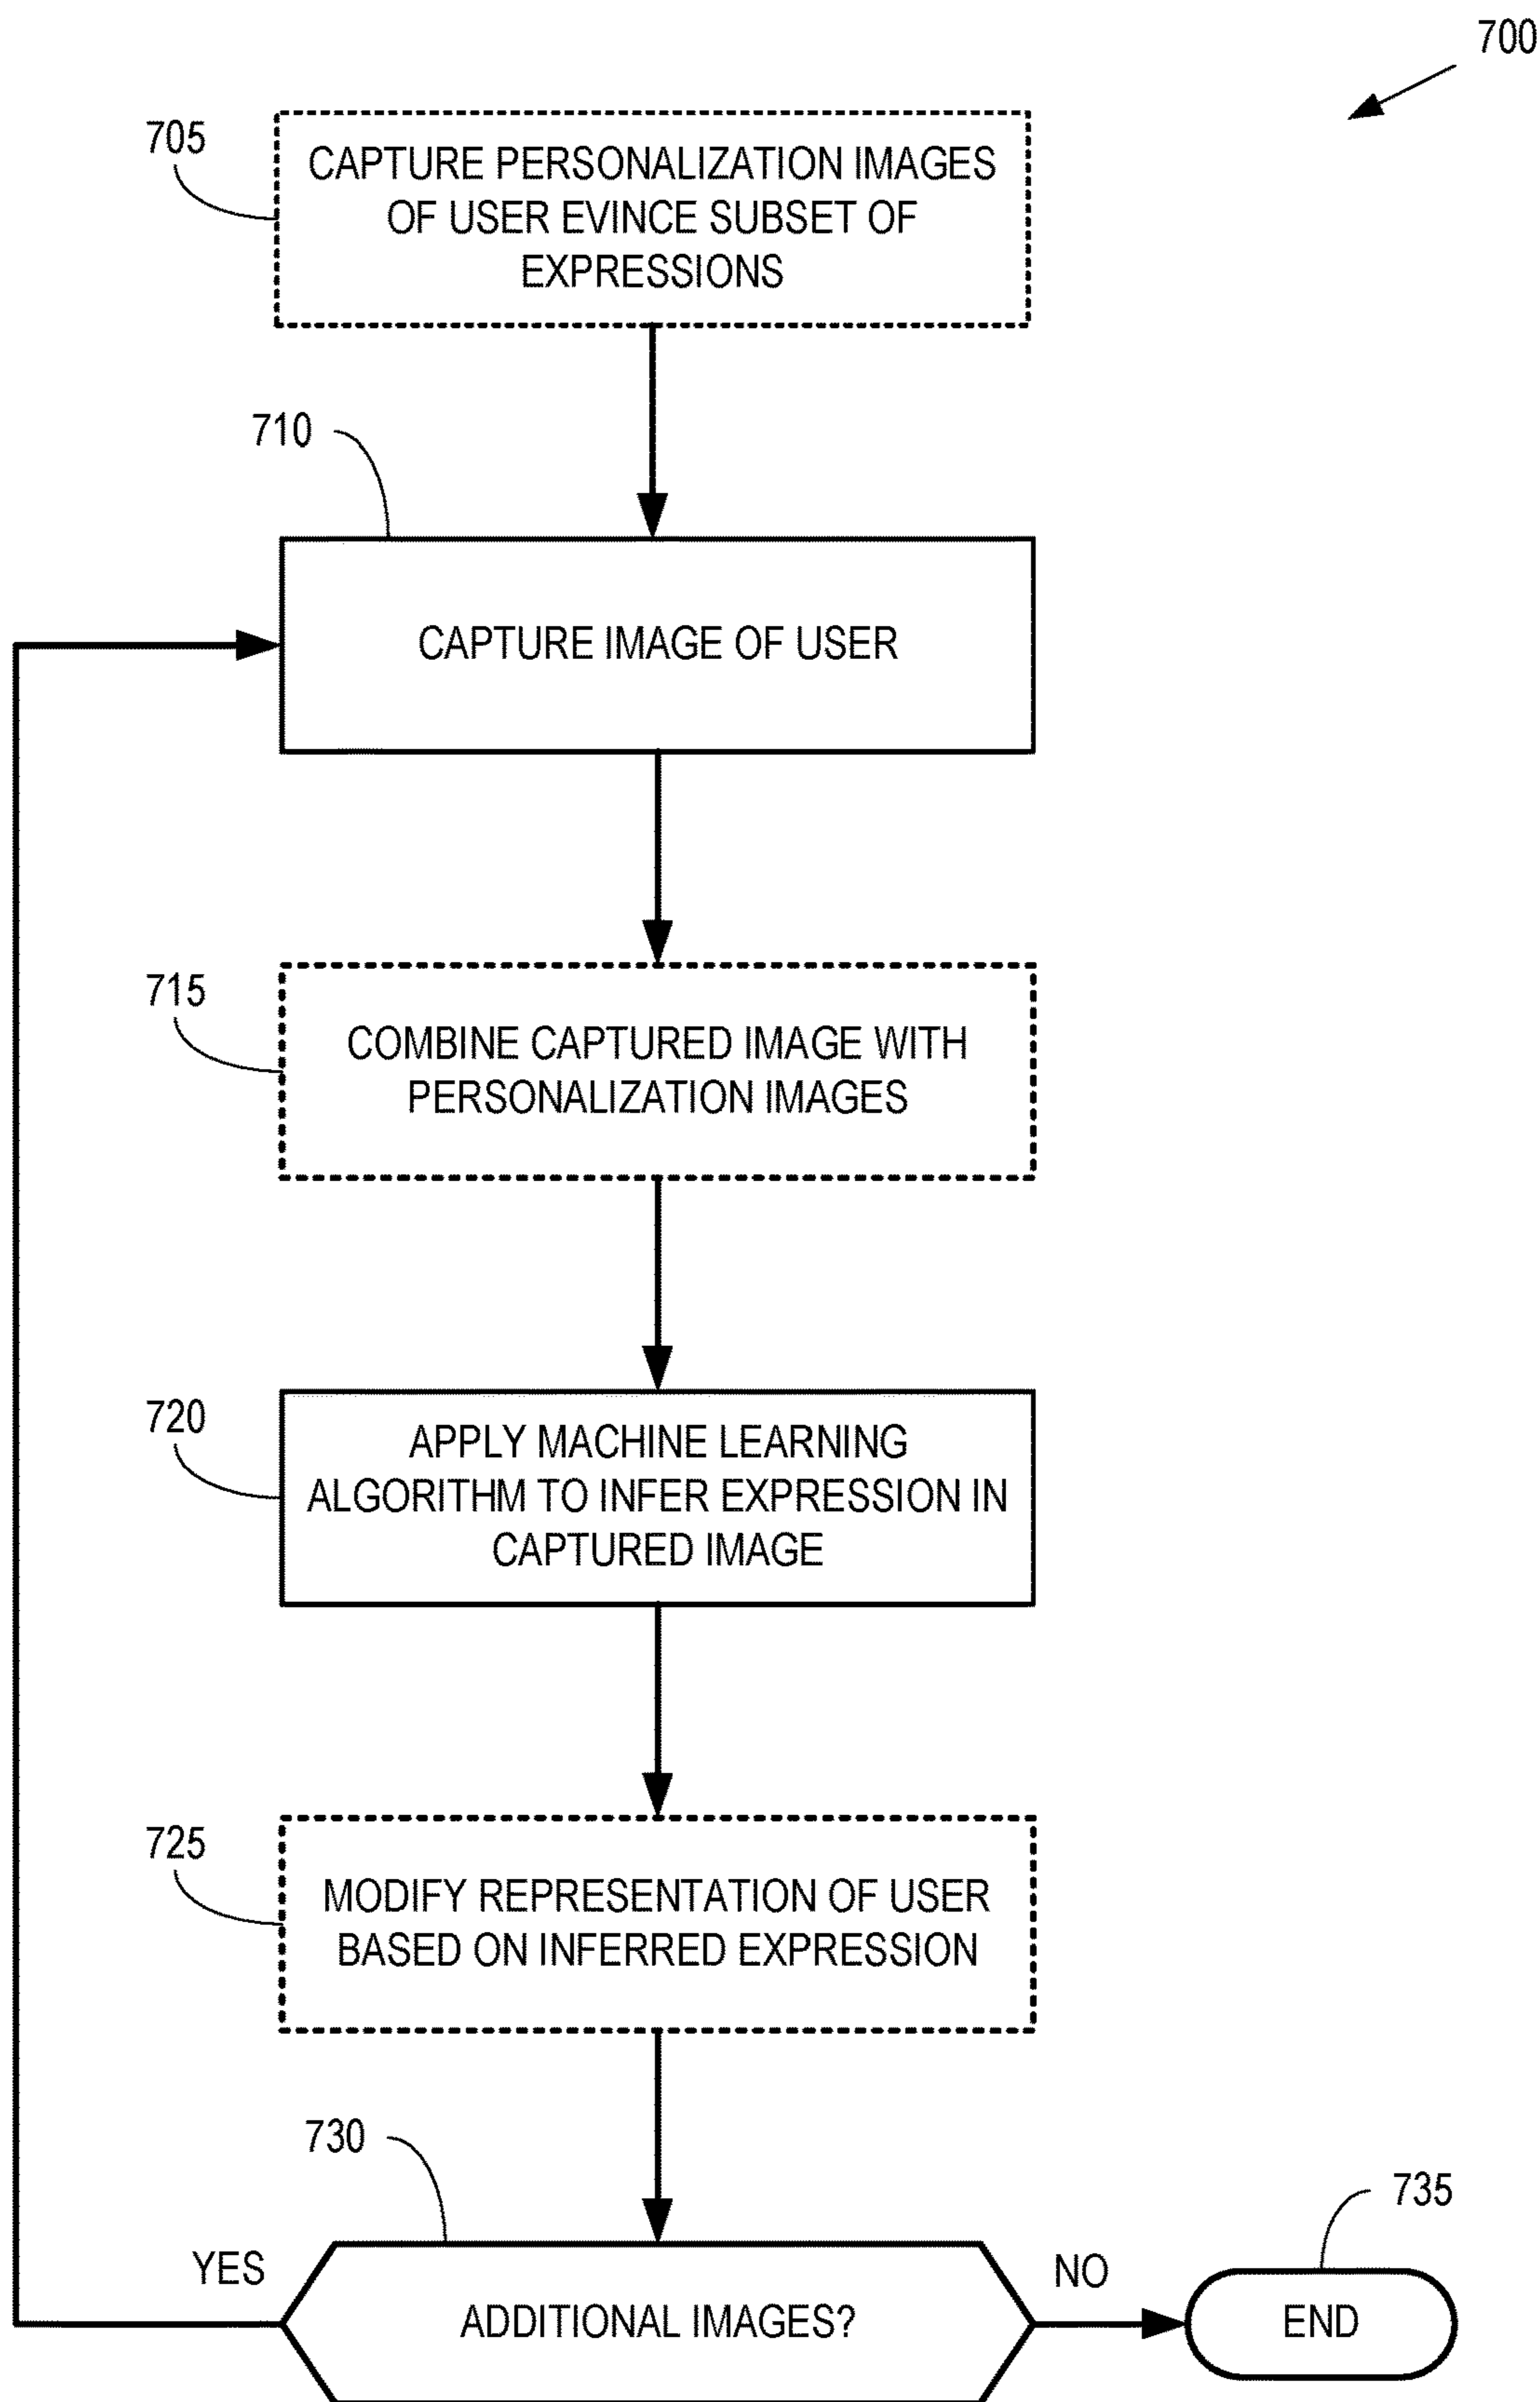 700
705
CAPTURE PERSONALIZATION IMAGES
OF USER EVINCE SUBSET OF
EXPRESSIONS
710
CAPTURE IMAGE OF USER
715
COMBINE CAPTURED IMAGE WITH
PERSONALIZATION IMAGES
720
APPLY MACHINE LEARNING
ALGORITHM TO INFER EXPRESSION IN
CAPTURED IMAGE
725
MODIFY REPRESENTATION OF USER
BASED ON INFERRED EXPRESSION
730
735
YES
NO
ADDITIONAL IMAGES?
END